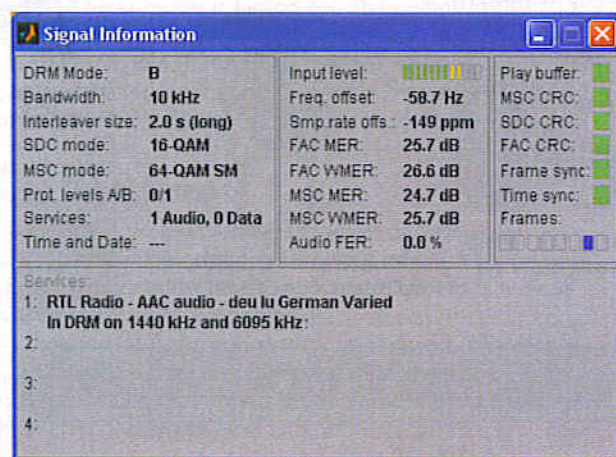 Signal Information
DRM Mode: B
Bandwidth: 10 kHz
Interleaver size: 2.0 s (long)
SDC mode: 16-QAM
MSC mode: 64-QAM SM
Prot. levels A/B: 0/1
Services: 1 Audio, 0 Data
Time and Date: ---
Input level:
Freq. offset: -58.7 Hz
Smp.rate offs.: -149 ppm
FAC MER: 25.7 dB
FAC WMER: 26.6 dB
MSC MER: 24.7 dB
MSC WMER: 25.7 dB
Audio FER: 0.0 %
Play buffer:
MSC CRC:
SDC CRC:
FAC CRC:
Frame sync:
Time sync:
Frames:
Services:
1: RTL Radio - AAC audio - deu lu German Varied
In DRM on 1440 kHz and 6095 kHz:
2:
3:
4: